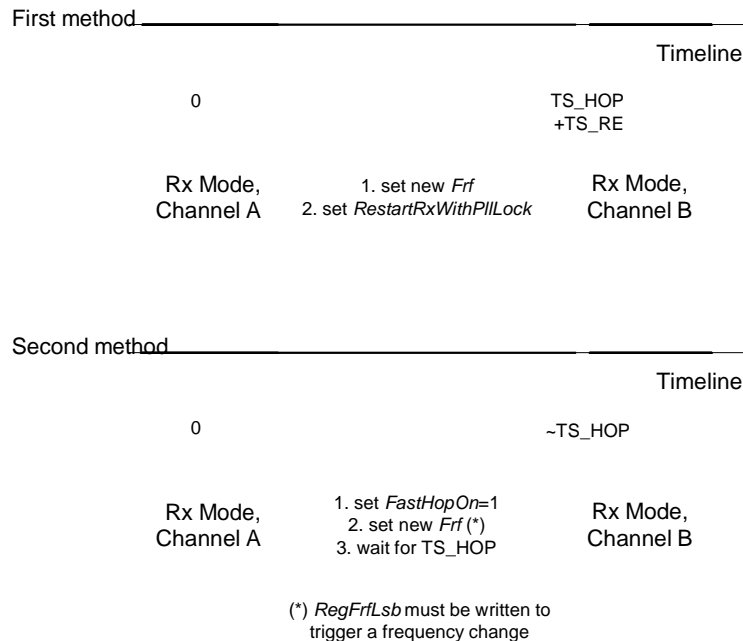 First method
Timeline
0
TS_HOP
+TS_RE
Rx Mode,
Channel A
1. set new Frf
2. set RestartRxWithPllLock
Rx Mode,
Channel B
Second method
Timeline
0
~TS_HOP
Rx Mode,
Channel A
1. set FastHopOn=1
2. set new Frf (*)
3. wait for TS_HOP
Rx Mode,
Channel B
(*) RegFrfLsb must be written to
trigger a frequency change